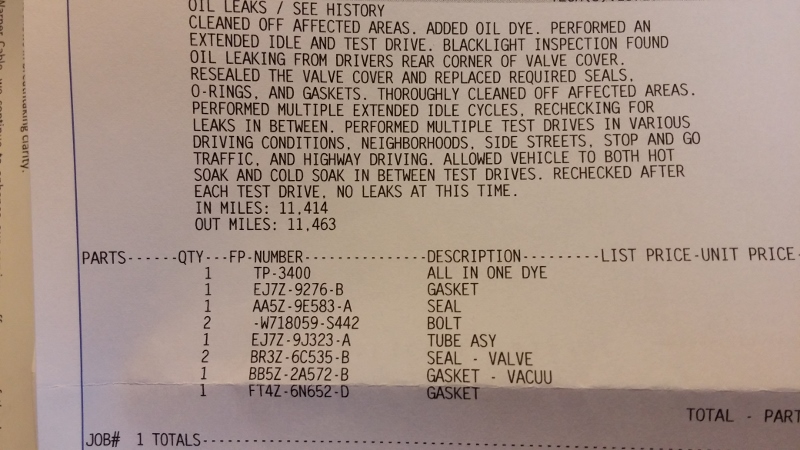 OIL LEAKS / SEE HISTORY
CLEANED OFF AFFECTED AREAS. ADDED OIL DYE. PERFORMED AN
EXTENDED IDLE AND TEST DRIVE. BLACKLIGHT INSPECTION FOUND
OIL LEAKING FROM DRIVERS REAR CORNER OF VALVE COVER.
RESEALED THE VALVE COVER AND REPLACED REQUIRED SEALS,
O-RINGS, AND GASKETS. THOROUGHLY CLEANED OFF AFFECTED AREAS.
PERFORMED MULTIPLE EXTENDED IDLE CYCLES, RECHECKING FOR
LEAKS IN BETWEEN. PERFORMED MULTIPLE TEST DRIVES IN VARIOUS
DRIVING CONDITIONS, NEIGHBORHOODS, SIDE STREETS, STOP AND GO
TRAFFIC, AND HIGHWAY DRIVING. ALLOWED VEHICLE TO BOTH HOT
SOAK AND COLD SOAK IN BETWEEN TEST DRIVES. RECHECKED AFTER
EACH TEST DRIVE, NO LEAKS AT THIS TIME.
IN MILES: 11,414
OUT MILES: 11,463
PARTS------QTY---FP-NUMBER---------------DESCRIPTION---------LIST PRICE-UNIT PRICE-
1 TP-3400 ALL IN ONE DYE
1 EJ7Z-9276-B GASKET
1 AA5Z-9E583-A SEAL
2 -W718059-S442 BOLT
1 EJ7Z-9J323-A TUBE ASY
2 BR3Z-6C535-B SEAL - VALVE
1 BB5Z-2A572-B GASKET - VACUU
1 FT4Z-6N652-D GASKET
TOTAL - PART
JOB# 1 TOTALS-----------------------------------------------
clarity.